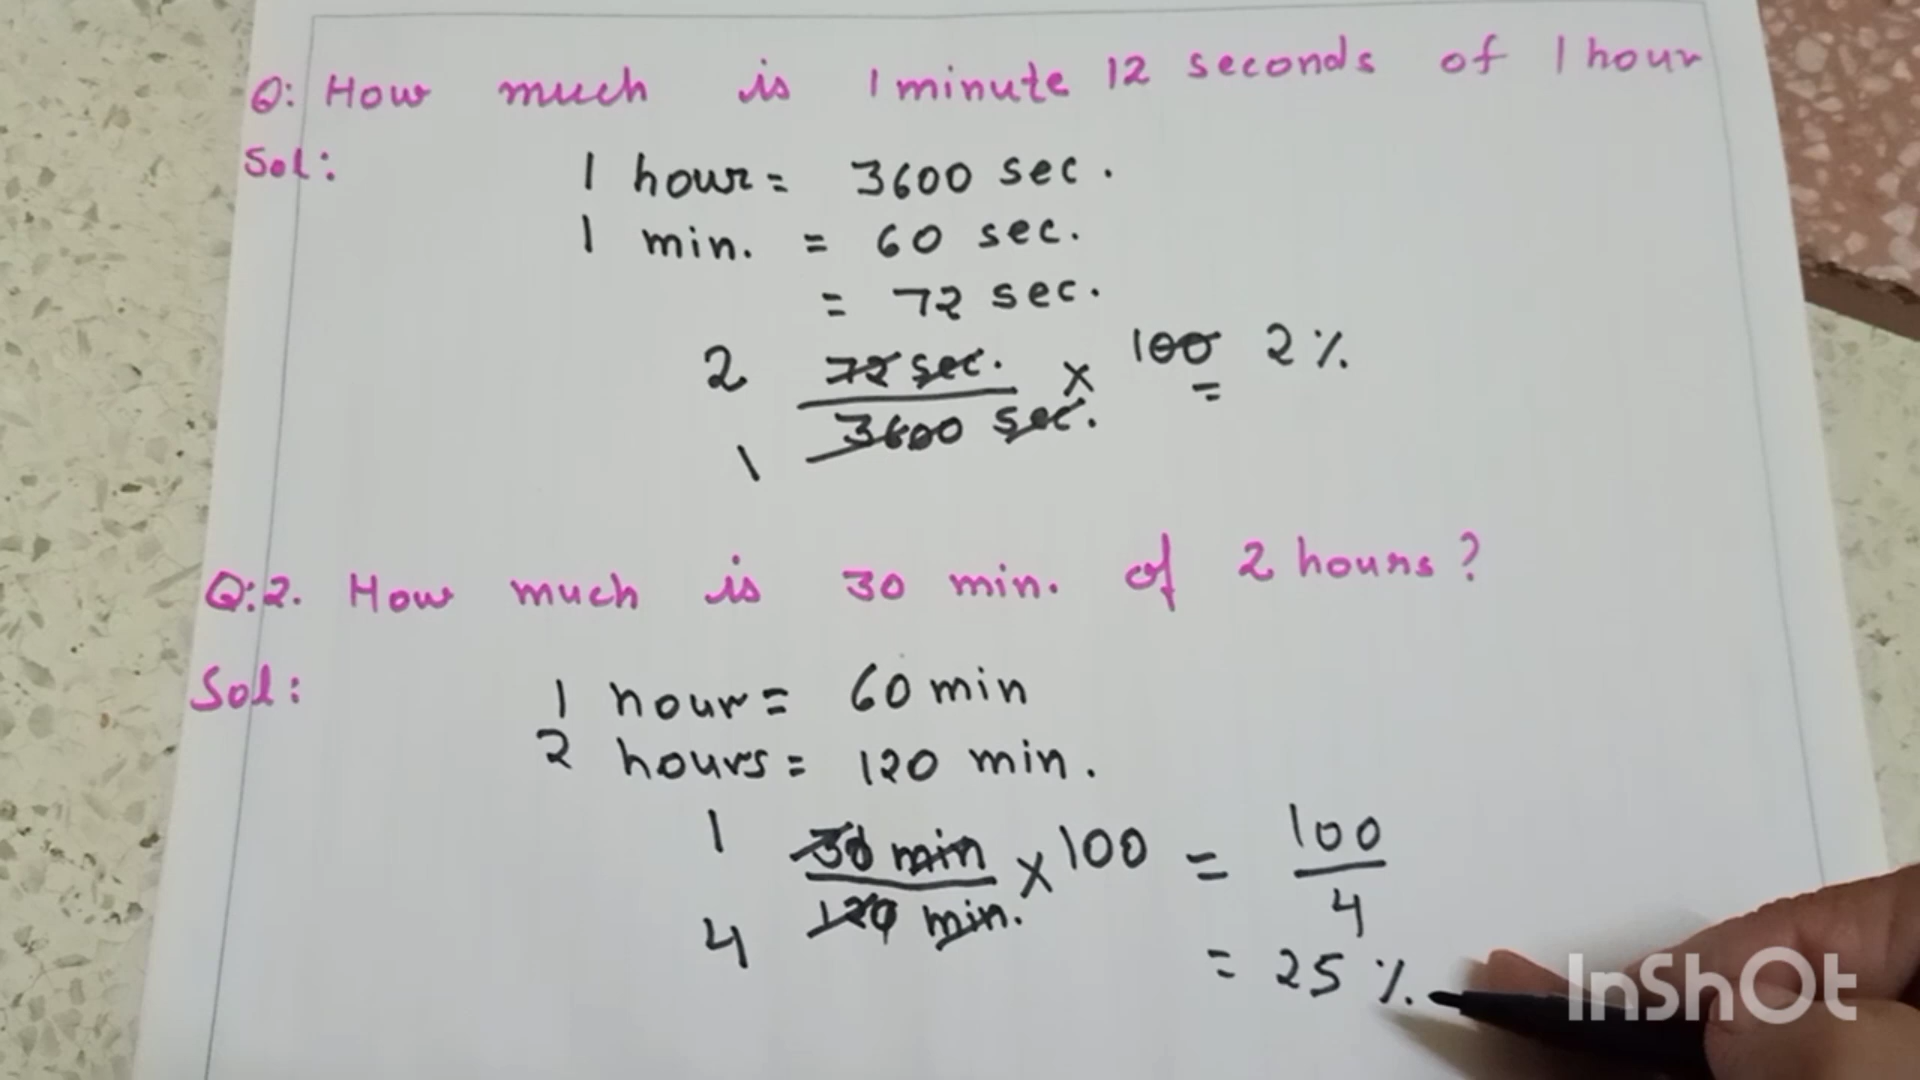 Q: How much is 1 minute 12 seconds of 1 hour
Sol:
1 hour = 3600 sec.
1 min. = 60 sec.
= 72 sec.
2 72 sec. x 100 2%
1 3600 sec. =
Q:2. How much is 30 min. of 2 hours?
Sol:
1 hour = 60 min
2 hours = 120 min.
1 30 min x 100 = 100
4 120 min. 4
= 25 %.
InShOt